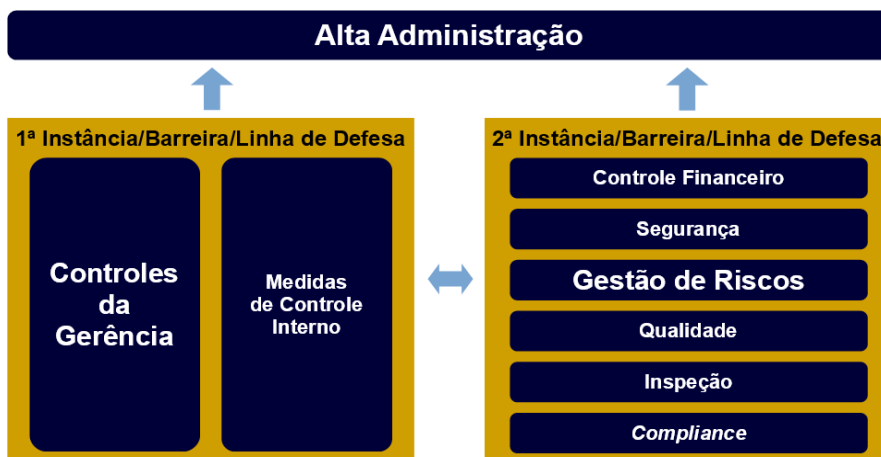 Alta Administração
1ª Instância/Barreira/Linha de Defesa
Controles
da
Gerência
Medidas
de Controle
Interno
2ª Instância/Barreira/Linha de Defesa
Controle Financeiro
Segurança
Gestão de Riscos
Qualidade
Inspeção
Compliance